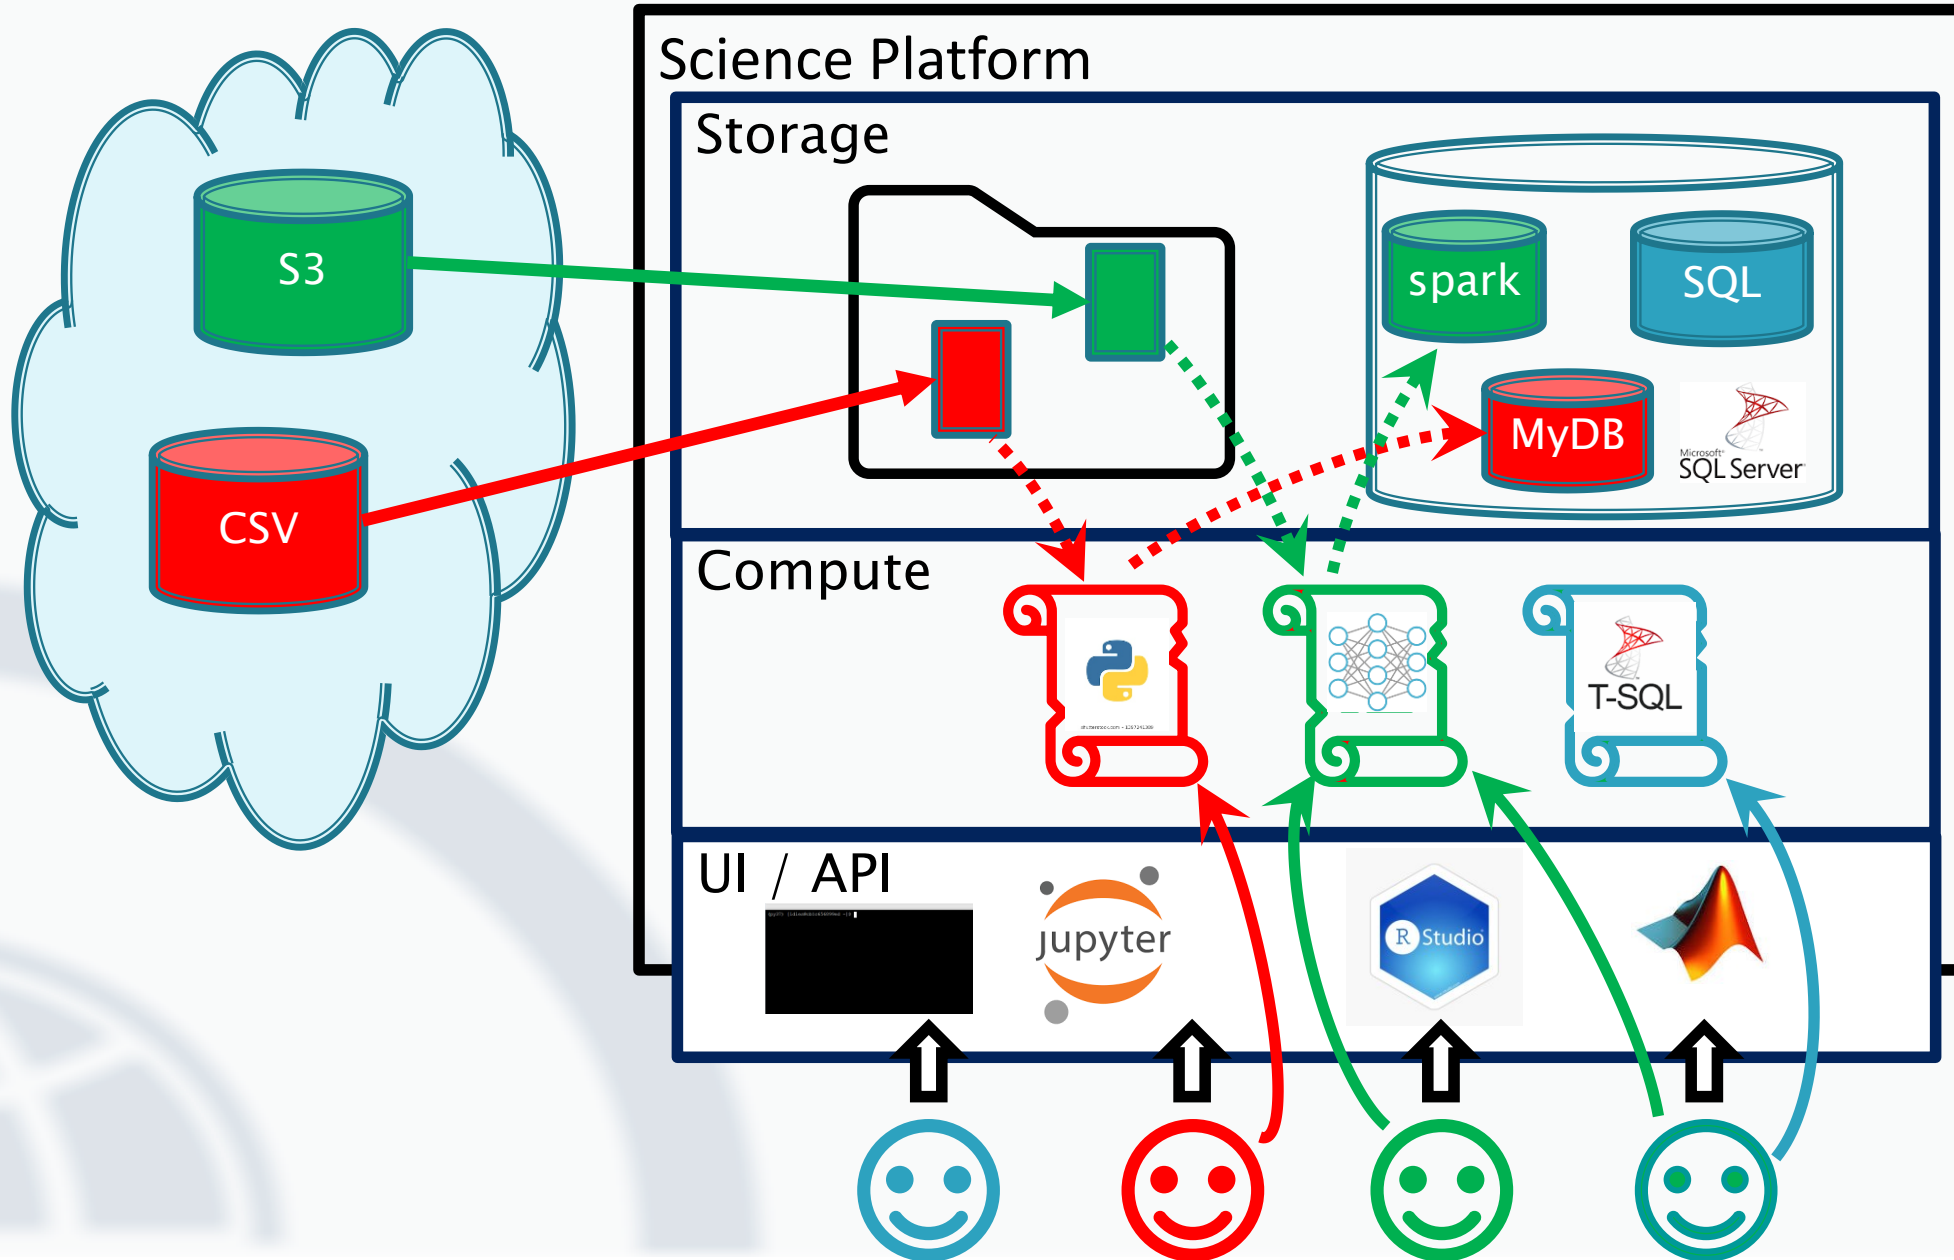 Science Platform
Storage
S3
spark
SQL
MyDB
Microsoft
SQL Server
CSV
Compute
T-SQL
UI / API
jupyter
R Studio